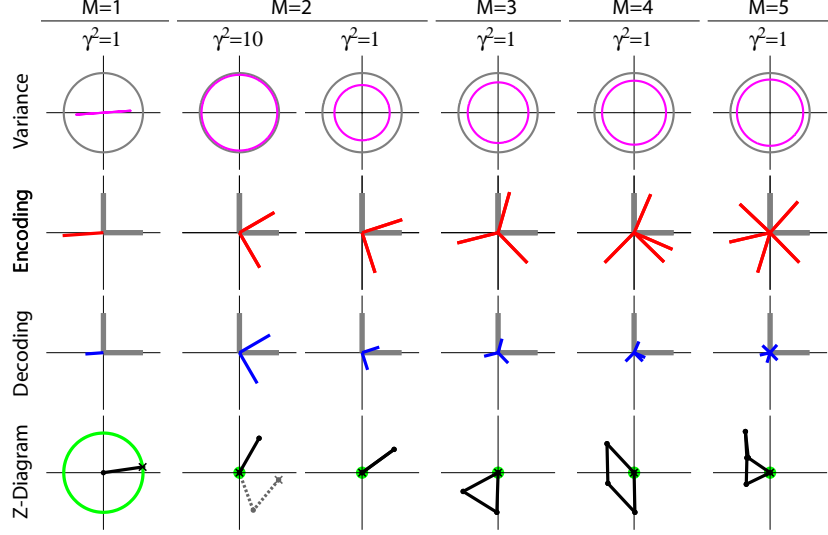 M=1 M=2 M=3 M=4 M=5
γ²=1 γ²=10 γ²=1 γ²=1 γ²=1 γ²=1
Variance
Encoding
Decoding
Z-Diagram